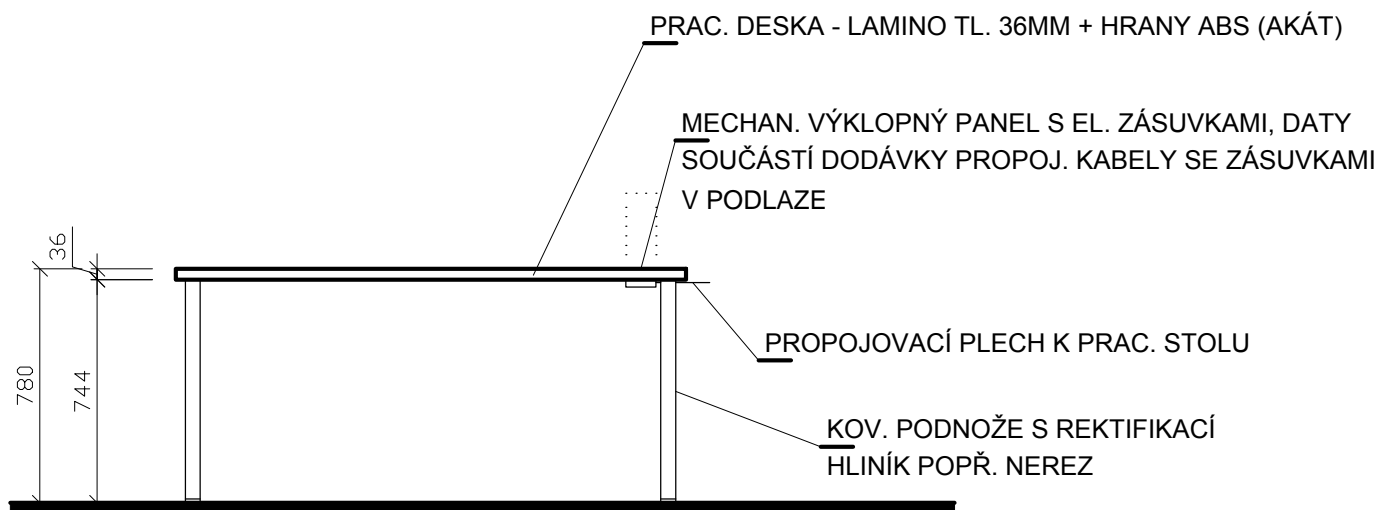 PRAC. DESKA - LAMINO TL. 36MM + HRANY ABS (AKÁT)
MECHAN. VÝKLOPNÝ PANEL S EL. ZÁSUVKAMI, DATY
SOUČÁSTÍ DODÁVKY PROPOJ. KABELY SE ZÁSUVKAMI
V PODLAZE
36
PROPOJOVACÍ PLECH K PRAC. STOLU
780
744
KOV. PODNOŽE S REKTIFIKACÍ
HLINÍK POPŘ. NEREZ